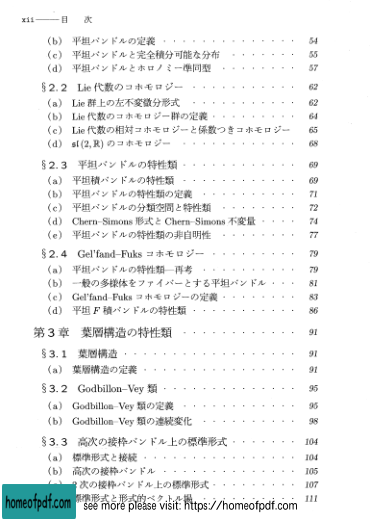 xii——目　次
(b) 平坦バンドルの定義 · · · · · · · · · · · 54
(c) 平坦バンドルと完全積分可能な分布 · · · · · · · 55
(d) 平坦バンドルとホロノミー準同型 · · · · · · · · 57
§2.2 Lie 代数のコホモロジー · · · · · · · · · · · 62
(a) Lie 群上の左不変微分形式 · · · · · · · · · · 62
(b) Lie 代数のコホモロジー群の定義 · · · · · · · · 64
(c) Lie 代数の相対コホモロジーと係数つきコホモロジー 65
(d) sl(2,R) のコホモロジー · · · · · · · · · · · 68
§2.3 平坦バンドルの特性類 · · · · · · · · · · · 69
(a) 平坦積バンドルの特性類 · · · · · · · · · · 69
(b) 平坦バンドルの特性類の定義 · · · · · · · · · 71
(c) 平坦バンドルの分類空間と特性類 · · · · · · · · 72
(d) Chern–Simons 形式と Chern–Simons 不変量 · · · · 74
(e) 平坦バンドルの特性類の非自明性 · · · · · · · · 77
§2.4 Gel'fand–Fuks コホモロジー · · · · · · · · · 79
(a) 平坦バンドルの特性類—再考 · · · · · · · · · 79
(b) 一般の多様体をファイバーとする平坦バンドル · · · 81
(c) Gel'fand–Fuks コホモロジーの定義 · · · · · · · 83
(d) 平坦 F 積バンドルの特性類 · · · · · · · · · 86
第3章 葉層構造の特性類 · · · · · · · · · · · 91
§3.1 葉層構造 · · · · · · · · · · · · · · · 91
(a) 葉層構造の定義 · · · · · · · · · · · · · 91
§3.2 Godbillon–Vey 類 · · · · · · · · · · · · 95
(a) Godbillon–Vey 類の定義 · · · · · · · · · · 95
(b) Godbillon–Vey 類の連続変化 · · · · · · · · · 98
§3.3 高次の接枠バンドル上の標準形式 · · · · · · · 104
(a) 標準形式と接続 · · · · · · · · · · · · · 104
(b) 高次の接枠バンドル · · · · · · · · · · · · 105
2 次の接枠バンドル上の標準形式 · · · · · · · · 107
標準形式と形式的ベクトル場 · · · · · · · · · 111
homeofpdf.com
see more please visit: https://homeofpdf.com